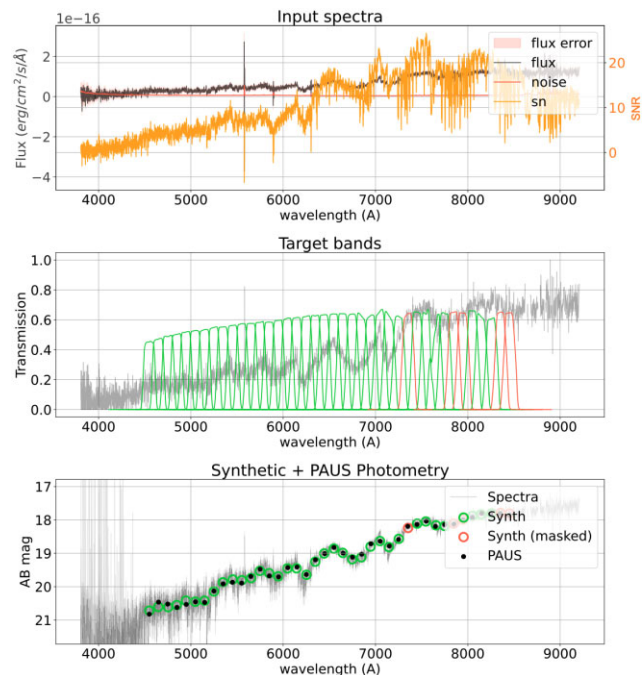 1e−16
Input spectra
Flux (erg/cm²/s/Å)
2
0
−2
−4
flux error
flux
noise
sn
20
10
0
SNR
4000 5000 6000 7000 8000 9000
wavelength (A)
Target bands
Transmission
1.0
0.8
0.6
0.4
0.2
0.0
4000 5000 6000 7000 8000 9000
wavelength (A)
Synthetic + PAUS Photometry
AB mag
17
18
19
20
21
Spectra
Synth
Synth (masked)
PAUS
4000 5000 6000 7000 8000 9000
wavelength (A)